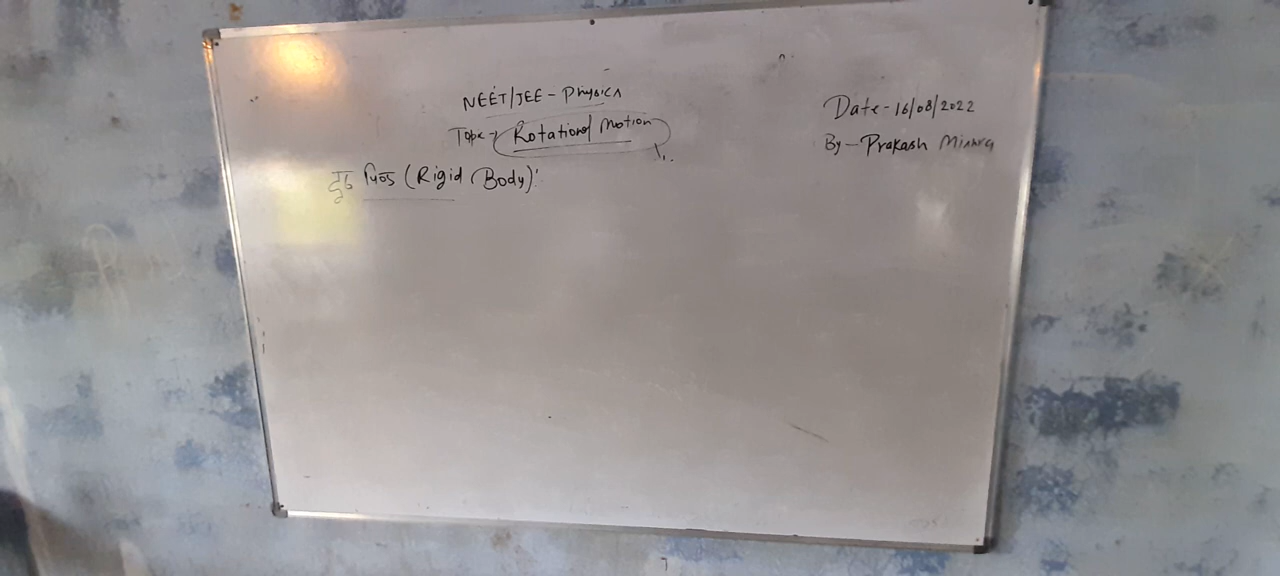 NEET/JEE - Physics
Date - 16/08/2022
Topic → Rotational Motion
By - Prakash Mishra
दृढ़ पिंड (Rigid Body):